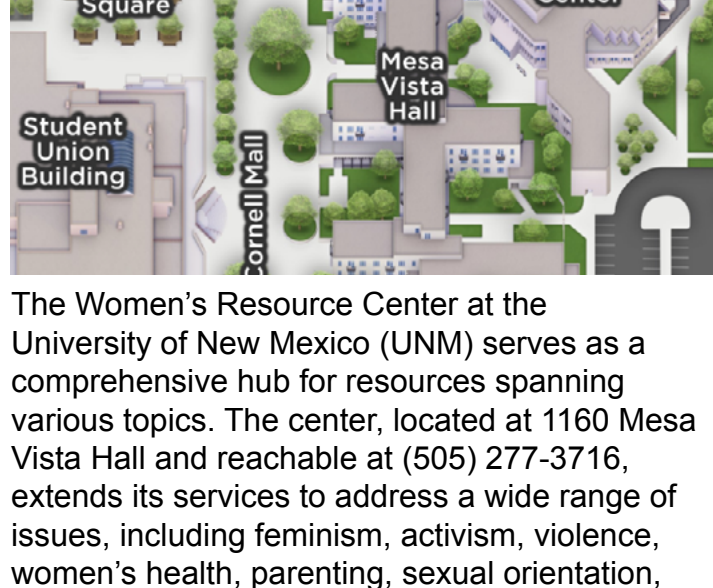 Square
Center
Mesa
Vista
Hall
Student
Union
Building
Cornell Mall
The Women’s Resource Center at the
University of New Mexico (UNM) serves as a
comprehensive hub for resources spanning
various topics. The center, located at 1160 Mesa
Vista Hall and reachable at (505) 277-3716,
extends its services to address a wide range of
issues, including feminism, activism, violence,
women’s health, parenting, sexual orientation,